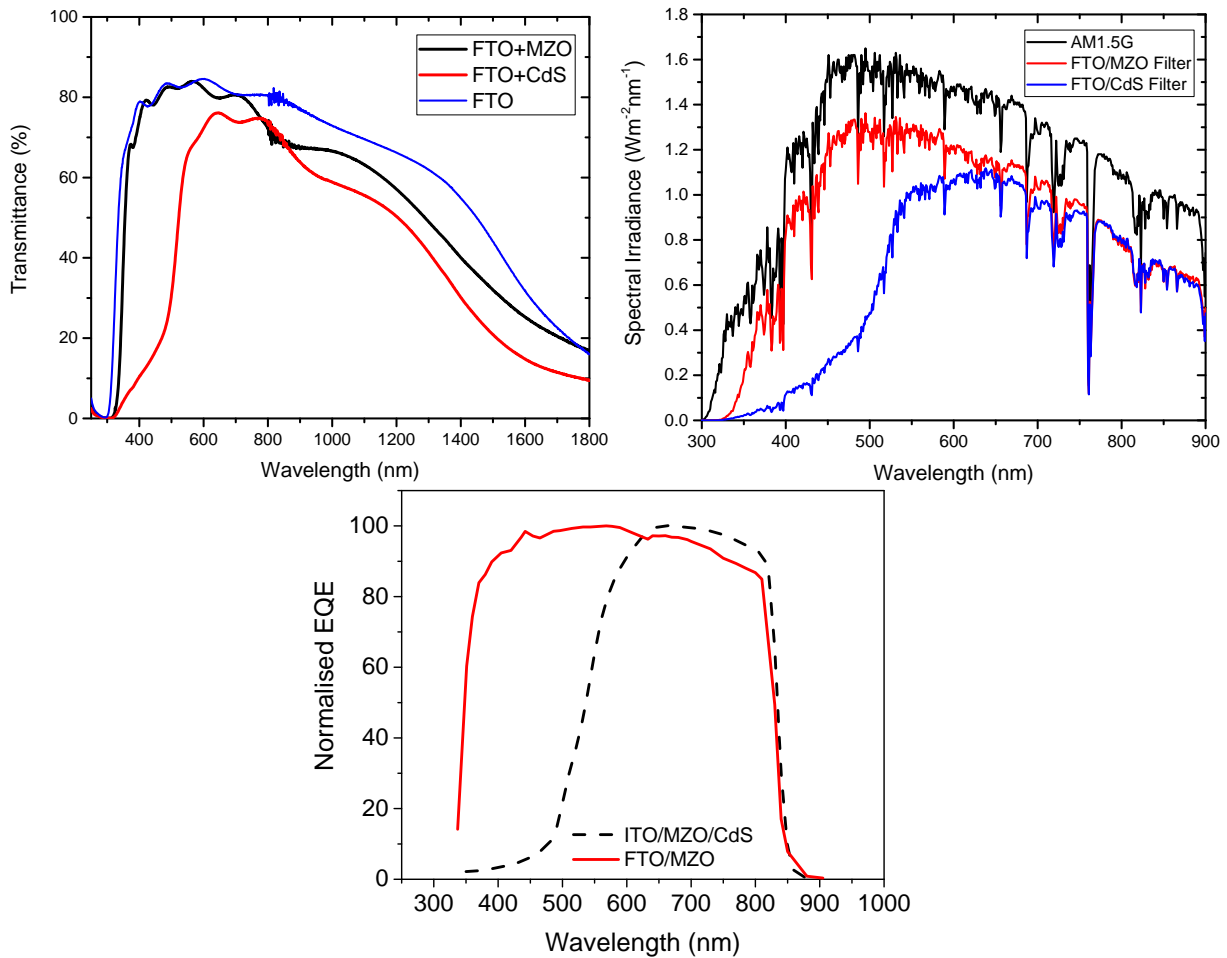 100
80
60
40
20
0
Transmittance (%)
FTO+MZO
FTO+CdS
FTO
400 600 800 1000 1200 1400 1600 1800
Wavelength (nm)
1.8
1.6
1.4
1.2
1.0
0.8
0.6
0.4
0.2
0.0
Spectral Irradiance (Wm⁻²nm⁻¹)
AM1.5G
FTO/MZO Filter
FTO/CdS Filter
300 400 500 600 700 800 900
Wavelength (nm)
100
80
60
40
20
0
Normalised EQE
ITO/MZO/CdS
FTO/MZO
300 400 500 600 700 800 900 1000
Wavelength (nm)